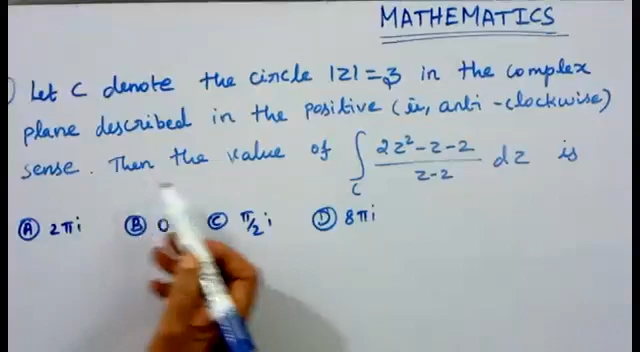 MATHEMATICS
) Let C denote the circle |z| = 3 in the complex
plane described in the positive (ie, anti-clockwise)
sense. Then the value of ∫_C (2z²-z-2)/(z-2) dz is
Ⓐ 2πi Ⓑ 0 Ⓒ π/2 i Ⓓ 8πi